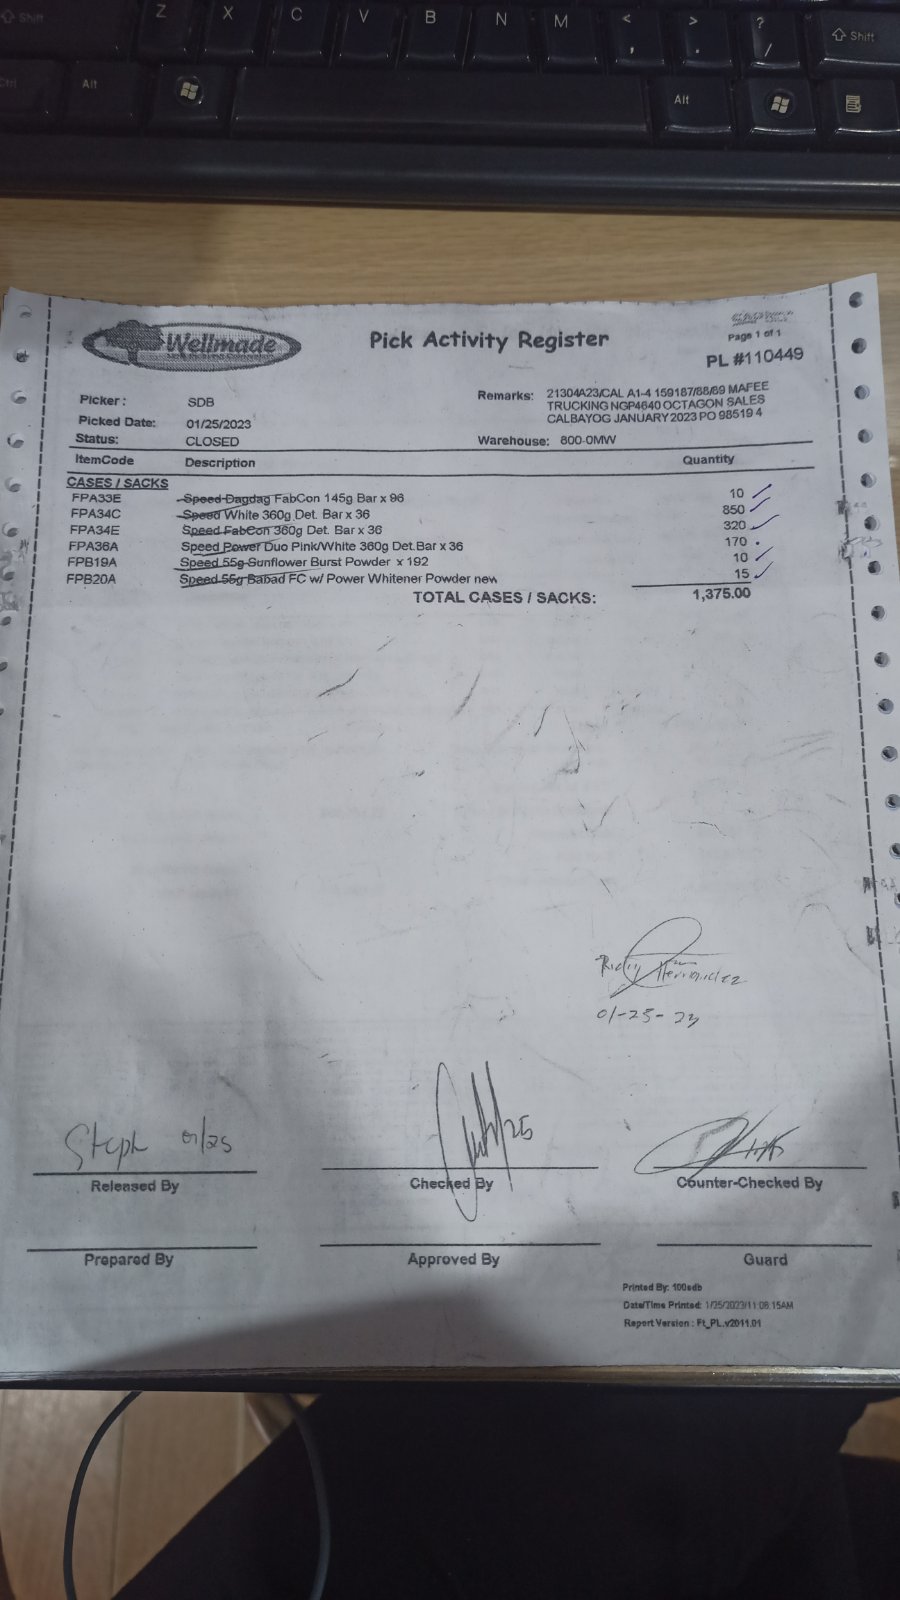 Shift Z X C V B N M < , > . ? / Shift
Ctrl Alt Alt
Wellmade
Pick Activity Register
Page 1 of 1
PL #110449
Picker : SDB
Remarks: 21304A23/CAL A1-4 159187/88/89 MAFEE
TRUCKING NGP4640 OCTAGON SALES
CALBAYOG JANUARY 2023 PO 98519 4
Picked Date: 01/25/2023
Status: CLOSED
Warehouse: 800-0MW
ItemCode Description Quantity
CASES / SACKS
FPA33E Speed Dagdag FabCon 145g Bar x 96 10
FPA34C Speed White 360g Det. Bar x 36 850
FPA34E Speed FabCon 360g Det. Bar x 36 320
FPA36A Speed Power Duo Pink/White 360g Det.Bar x 36 170
FPB19A Speed 55g Sunflower Burst Powder x 192 10
FPB20A Speed 55g Babad FC w/ Power Whitener Powder new 15
TOTAL CASES / SACKS: 1,375.00
Hernandez
01-25-23
Steph 01/25
Released By Checked By Counter-Checked By
Prepared By Approved By Guard
Printed By: 100sdb
Date/Time Printed: 1/25/2023/11:08:15AM
Report Version : Ft_PL.v2011.01